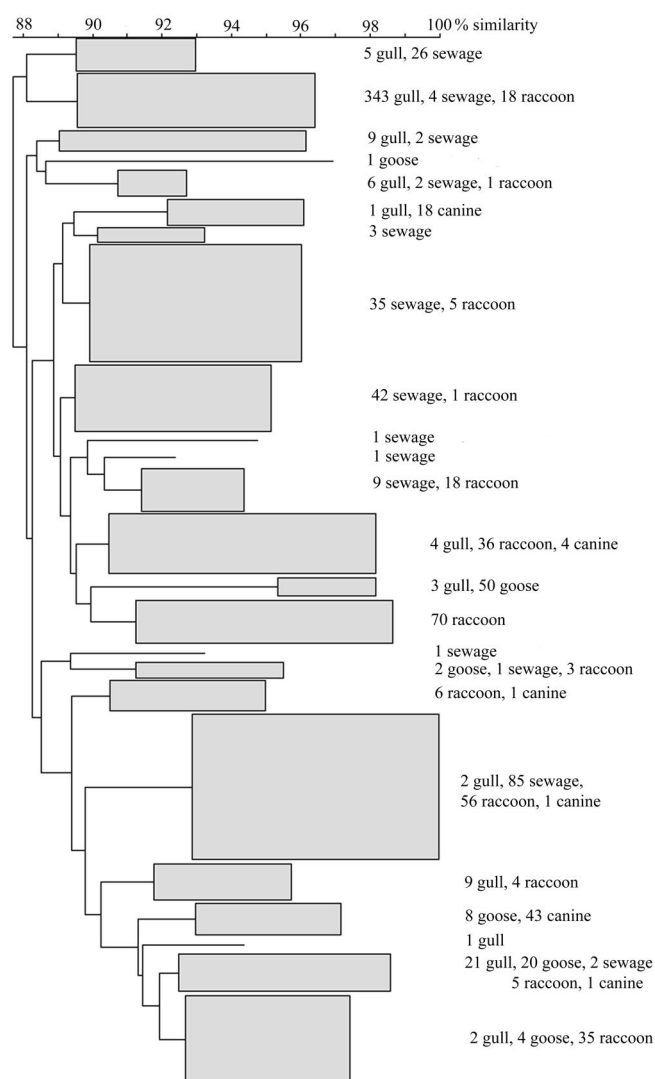 88 90 92 94 96 98 100 % similarity
5 gull, 26 sewage
343 gull, 4 sewage, 18 raccoon
9 gull, 2 sewage
1 goose
6 gull, 2 sewage, 1 raccoon
1 gull, 18 canine
3 sewage
35 sewage, 5 raccoon
42 sewage, 1 raccoon
1 sewage
1 sewage
9 sewage, 18 raccoon
4 gull, 36 raccoon, 4 canine
3 gull, 50 goose
70 raccoon
1 sewage
2 goose, 1 sewage, 3 raccoon
6 raccoon, 1 canine
2 gull, 85 sewage,
56 raccoon, 1 canine
9 gull, 4 raccoon
8 goose, 43 canine
1 gull
21 gull, 20 goose, 2 sewage
5 raccoon, 1 canine
2 gull, 4 goose, 35 raccoon